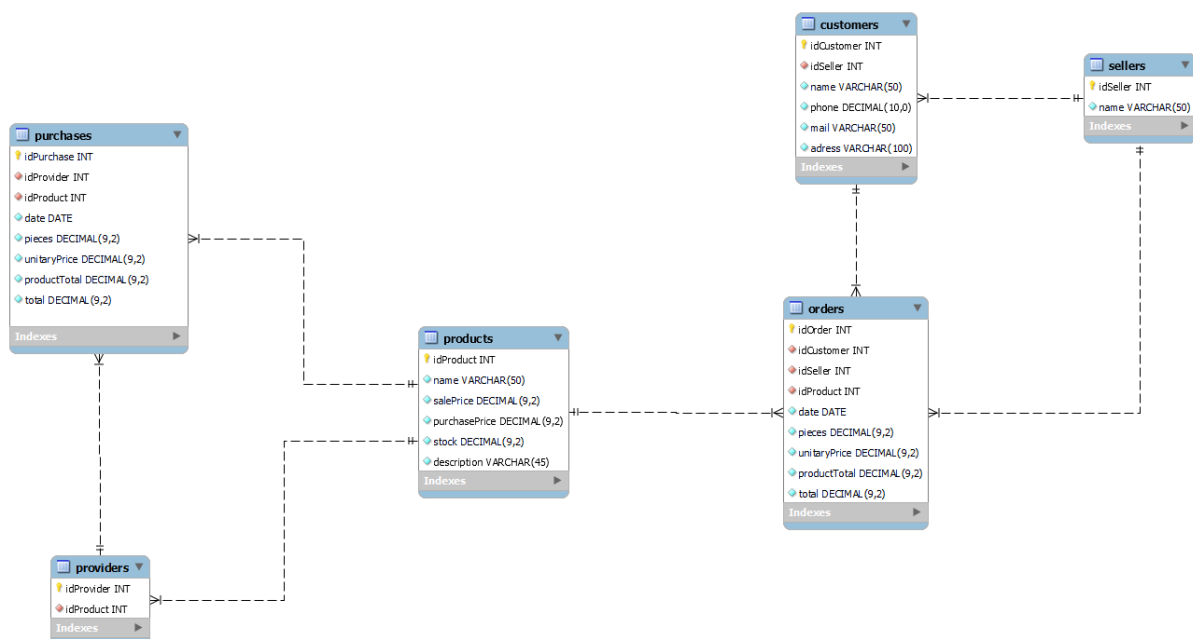 customers
idCustomer INT
idSeller INT
name VARCHAR(50)
phone DECIMAL(10,0)
mail VARCHAR(50)
adress VARCHAR(100)
Indexes
sellers
idSeller INT
name VARCHAR(50)
Indexes
purchases
idPurchase INT
idProvider INT
idProduct INT
date DATE
pieces DECIMAL(9,2)
unitaryPrice DECIMAL(9,2)
productTotal DECIMAL(9,2)
total DECIMAL(9,2)
Indexes
products
idProduct INT
name VARCHAR(50)
salePrice DECIMAL(9,2)
purchasePrice DECIMAL(9,2)
stock DECIMAL(9,2)
description VARCHAR(45)
Indexes
orders
idOrder INT
idCustomer INT
idSeller INT
idProduct INT
date DATE
pieces DECIMAL(9,2)
unitaryPrice DECIMAL(9,2)
productTotal DECIMAL(9,2)
total DECIMAL(9,2)
Indexes
providers
idProvider INT
idProduct INT
Indexes